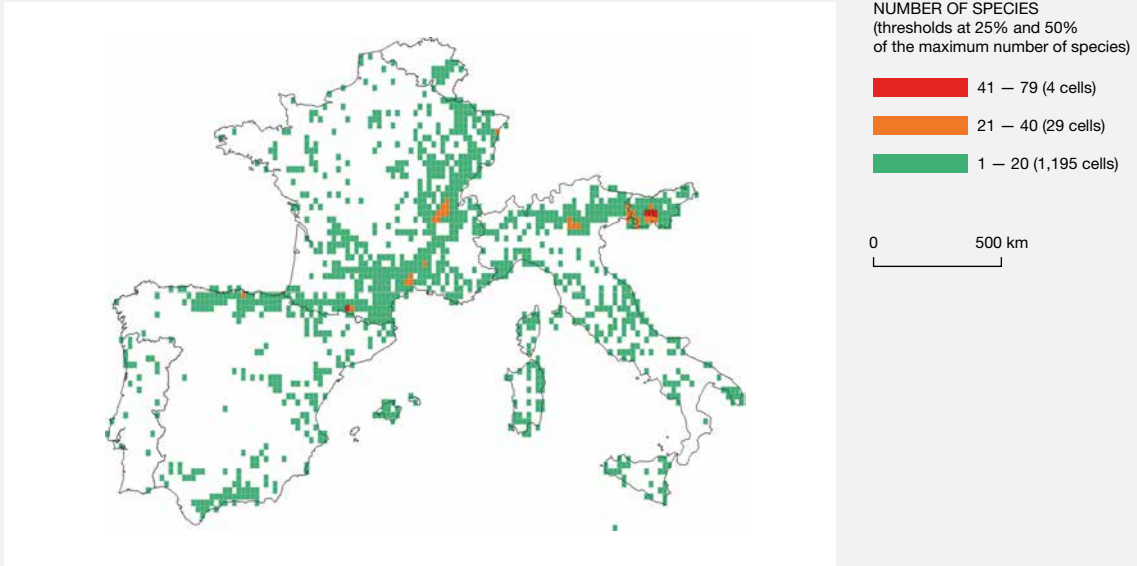 NUMBER OF SPECIES
(thresholds at 25% and 50%
of the maximum number of species)
41 — 79 (4 cells)
21 — 40 (29 cells)
1 — 20 (1,195 cells)
0 500 km